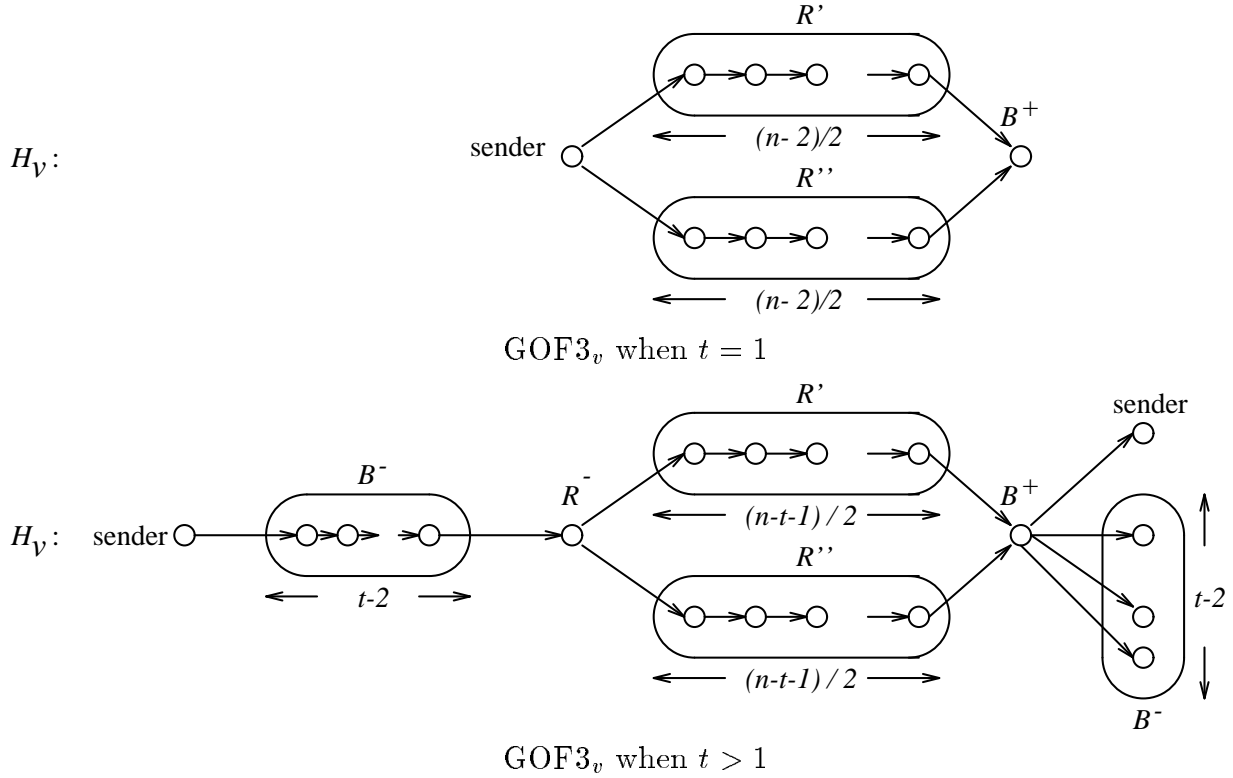 R'
(n- 2)/2
B+
sender
H_v:
R''
(n- 2)/2
GOF3_v when t = 1
R'
sender
B-
R-
(n-t-1) / 2
B+
H_v: sender
R''
t-2
t-2
(n-t-1) / 2
B-
GOF3_v when t > 1